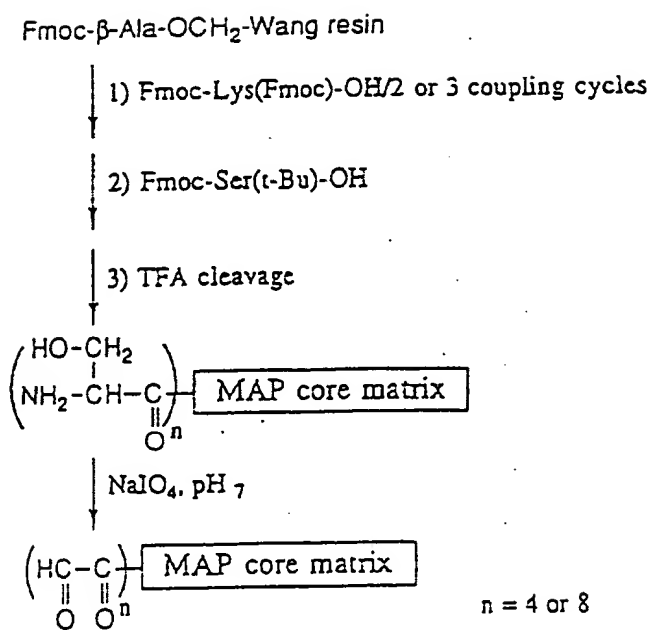 Fmoc-β-Ala-OCH₂-Wang resin
1) Fmoc-Lys(Fmoc)-OH/2 or 3 coupling cycles
2) Fmoc-Ser(t-Bu)-OH
3) TFA cleavage
HO-CH₂
NH₂-CH-C
MAP core matrix
O
n
NaIO₄, pH 7
HC-C
MAP core matrix
O O
n
n = 4 or 8